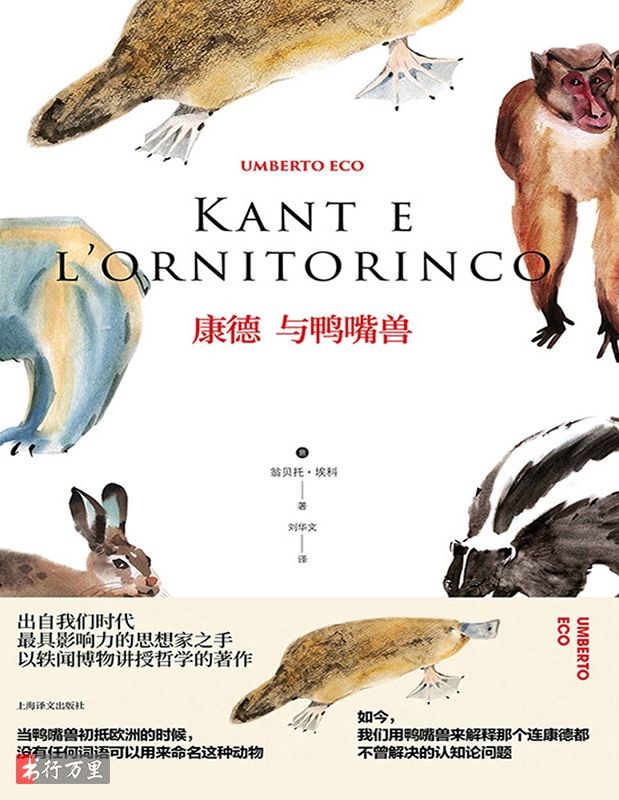 UMBERTO ECO
KANT E
L'ORNITORINCO
康德 与鸭嘴兽
意
翁贝托·埃科
著
刘华文
译
出自我们时代
最具影响力的思想家之手
以轶闻博物讲授哲学的著作
UMBERTO
ECO
上海译文出版社
当鸭嘴兽初抵欧洲的时候，
没有任何词语可以用来命名这种动物
如今，
我们用鸭嘴兽来解释那个连康德都
不曾解决的认知论问题
书行万里